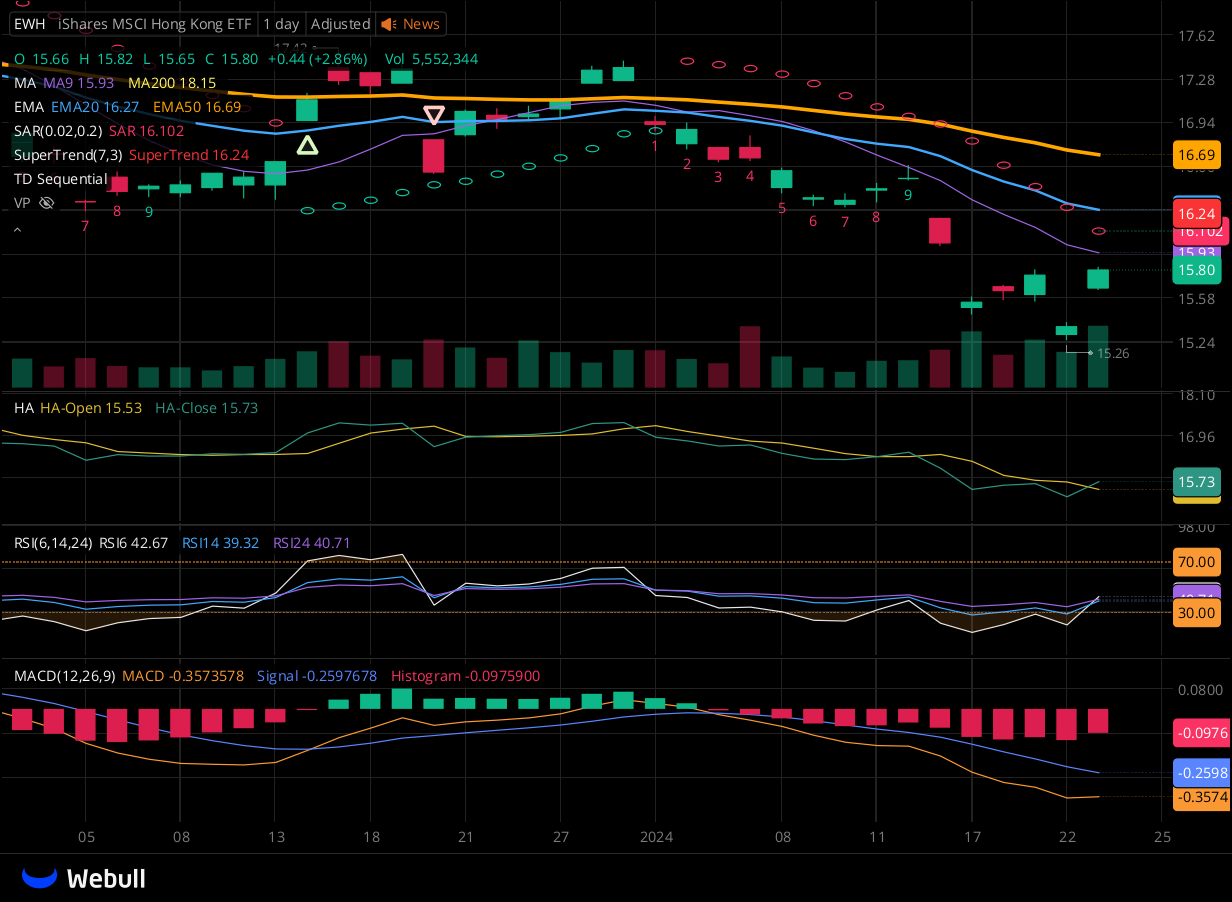 EWH iShares MSCI Hong Kong ETF 1 day Adjusted News
17.62
O 15.66 H 15.82 L 15.65 C 15.80 +0.44 (+2.86%) Vol 5,552,344
MA MA9 15.93 MA200 18.15
17.28
EMA EMA20 16.27 EMA50 16.69
SAR(0.02,0.2) SAR 16.102
16.94
SuperTrend(7,3) SuperTrend 16.24
16.69
TD Sequential
VP
7 8 9
1 2 3 4 5 6 7 8 9
16.24
16.102
15.93
15.80
15.58
15.24
15.26
18.10
HA HA-Open 15.53 HA-Close 15.73
16.96
15.73
98.00
RSI(6,14,24) RSI6 42.67 RSI14 39.32 RSI24 40.71
70.00
40.71
30.00
MACD(12,26,9) MACD -0.3573578 Signal -0.2597678 Histogram -0.0975900
0.0800
-0.0976
-0.2598
-0.3574
05 08 13 18 21 27 2024 08 11 17 22 25
Webull